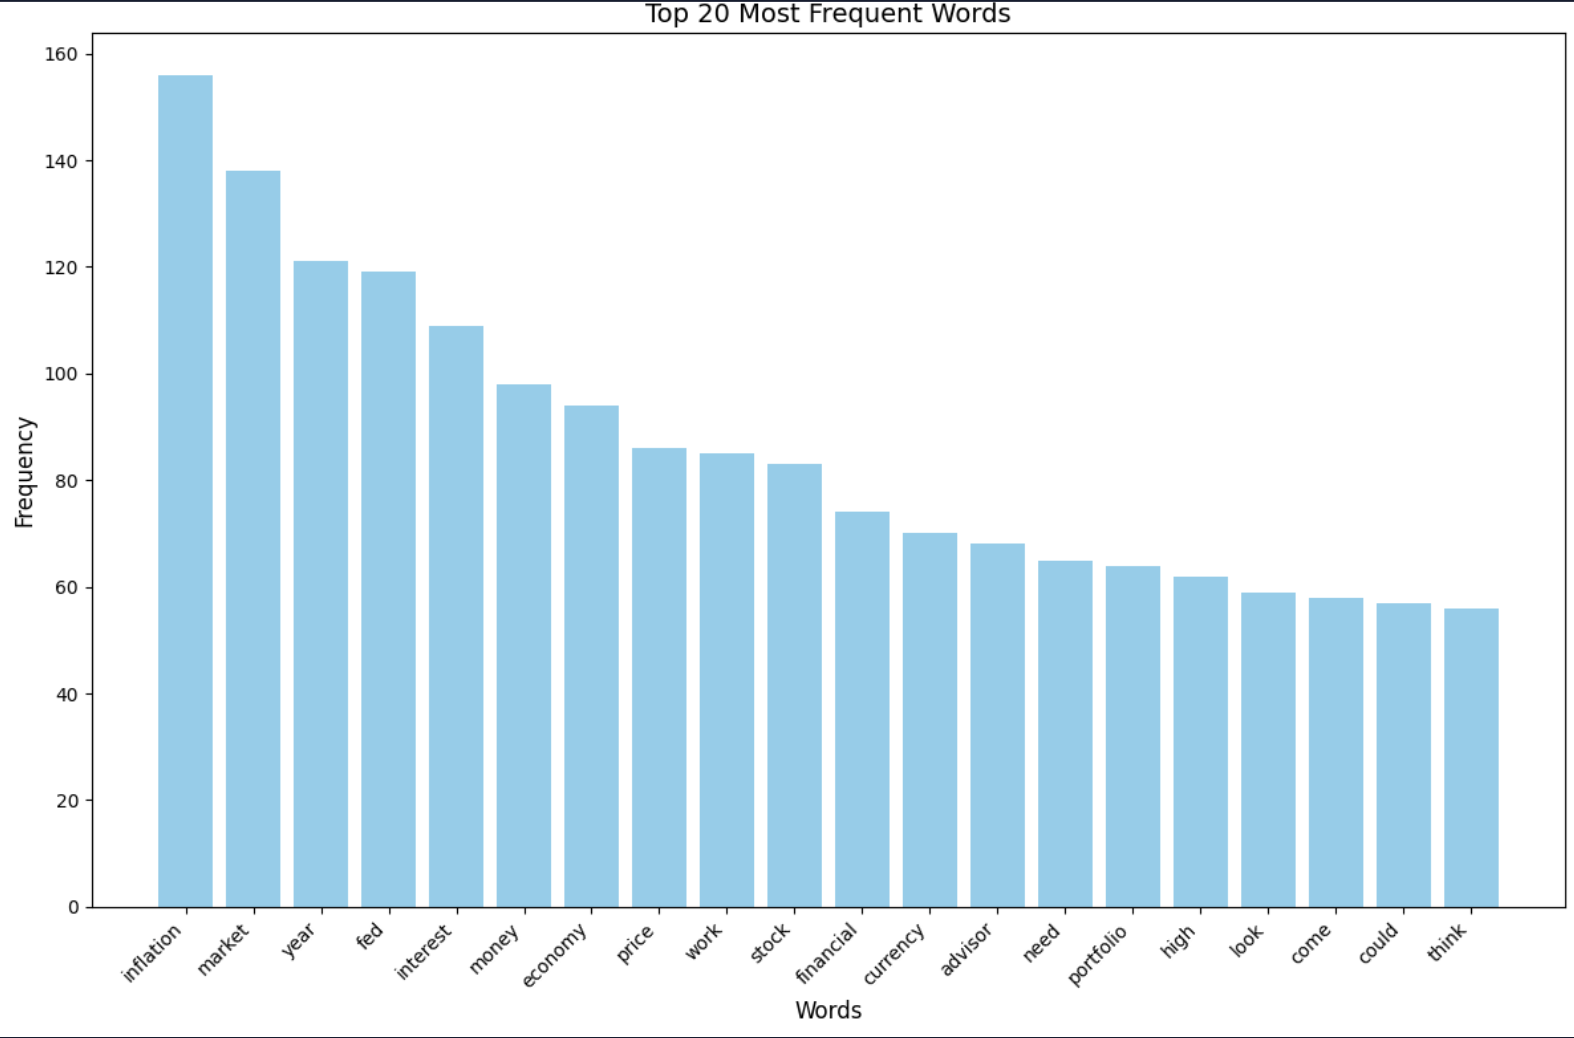 Top 20 Most Frequent Words
Frequency
160
140
120
100
80
60
40
20
0
inflation
market
year
fed
interest
money
economy
price
work
stock
financial
currency
advisor
need
portfolio
high
look
come
could
think
Words